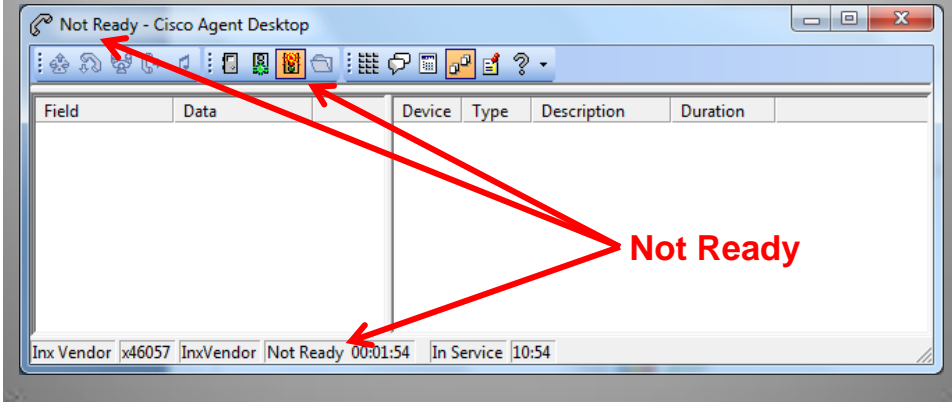 Not Ready - Cisco Agent Desktop
Field Data Device Type Description Duration
Not Ready
Inx Vendor x46057 InxVendor Not Ready 00:01:54 In Service 10:54